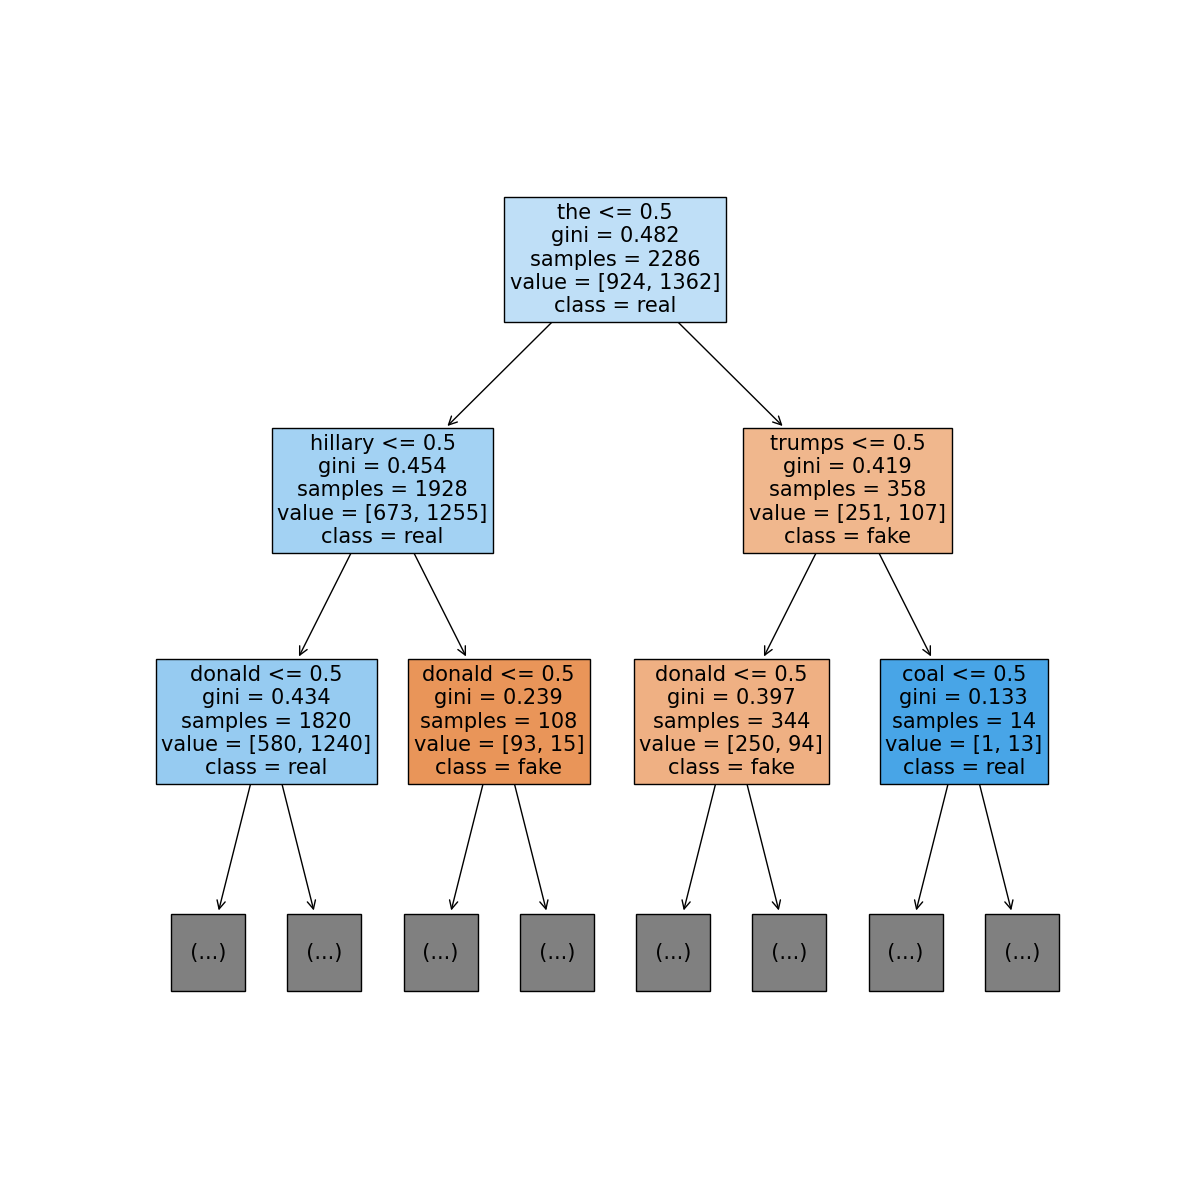 the <= 0.5
gini = 0.482
samples = 2286
value = [924, 1362]
class = real
hillary <= 0.5
gini = 0.454
samples = 1928
value = [673, 1255]
class = real
trumps <= 0.5
gini = 0.419
samples = 358
value = [251, 107]
class = fake
donald <= 0.5
gini = 0.434
samples = 1820
value = [580, 1240]
class = real
donald <= 0.5
gini = 0.239
samples = 108
value = [93, 15]
class = fake
donald <= 0.5
gini = 0.397
samples = 344
value = [250, 94]
class = fake
coal <= 0.5
gini = 0.133
samples = 14
value = [1, 13]
class = real
(...)
(...)
(...)
(...)
(...)
(...)
(...)
(...)